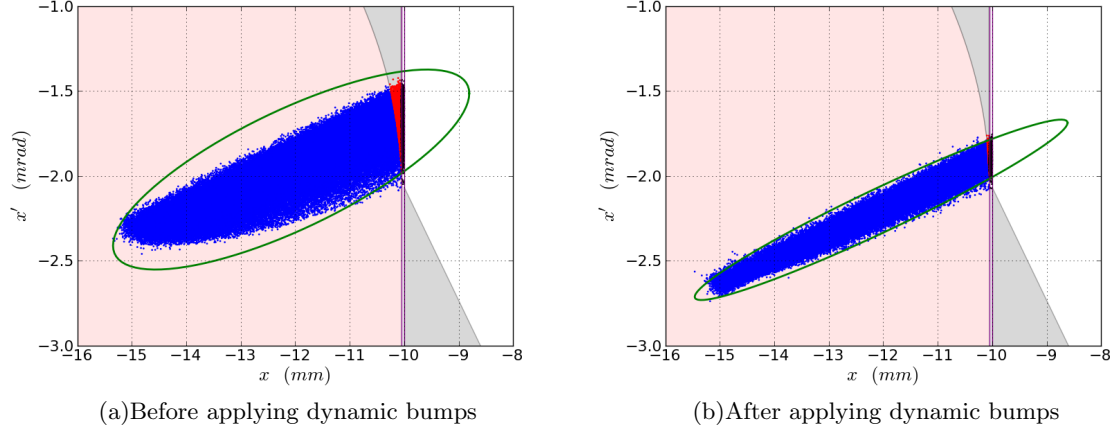 −1.0
−1.5
−2.0
−2.5
−3.0
x′ (mrad)
−16 −15 −14 −13 −12 −11 −10 −9 −8
x (mm)
(a)Before applying dynamic bumps
−1.0
−1.5
−2.0
−2.5
−3.0
x′ (mrad)
−16 −15 −14 −13 −12 −11 −10 −9 −8
x (mm)
(b)After applying dynamic bumps